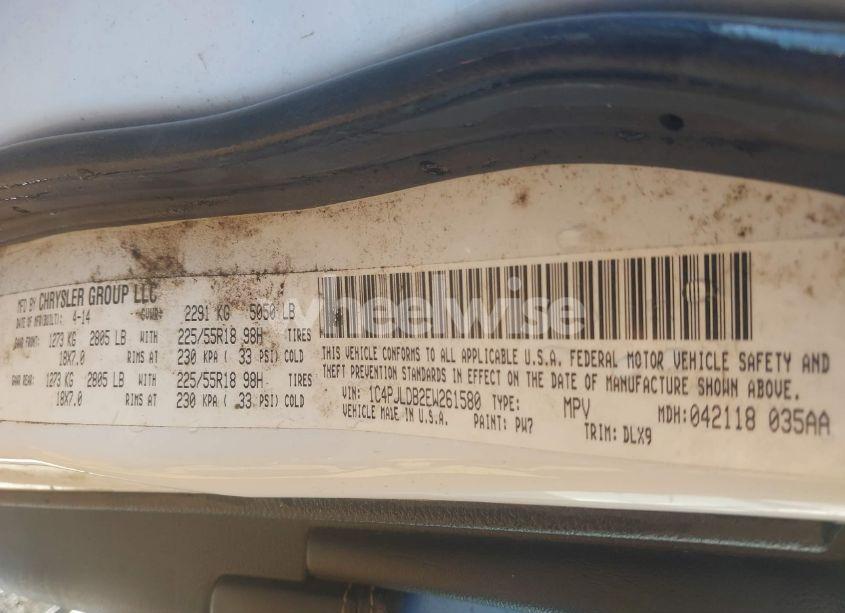 MFD BY CHRYSLER GROUP LLC
DATE OF MFR(BUILT): 4-14 GVWR: 2291 KG 5050 LB
GAWR FRONT: 1273 KG 2805 LB WITH 225/55R18 98H TIRES
18X7.0 RIMS AT 230 KPA ( 33 PSI) COLD
GAWR REAR: 1273 KG 2805 LB WITH 225/55R18 98H TIRES
18X7.0 RIMS AT 230 KPA ( 33 PSI) COLD
THIS VEHICLE CONFORMS TO ALL APPLICABLE U.S.A. FEDERAL MOTOR VEHICLE SAFETY AND
THEFT PREVENTION STANDARDS IN EFFECT ON THE DATE OF MANUFACTURE SHOWN ABOVE.
VIN: 1C4PJLDB2EW261580 TYPE: MPV MDH:042118 035AA
VEHICLE MADE IN U.S.A. PAINT: PW7 TRIM: DLX9
wheelwise